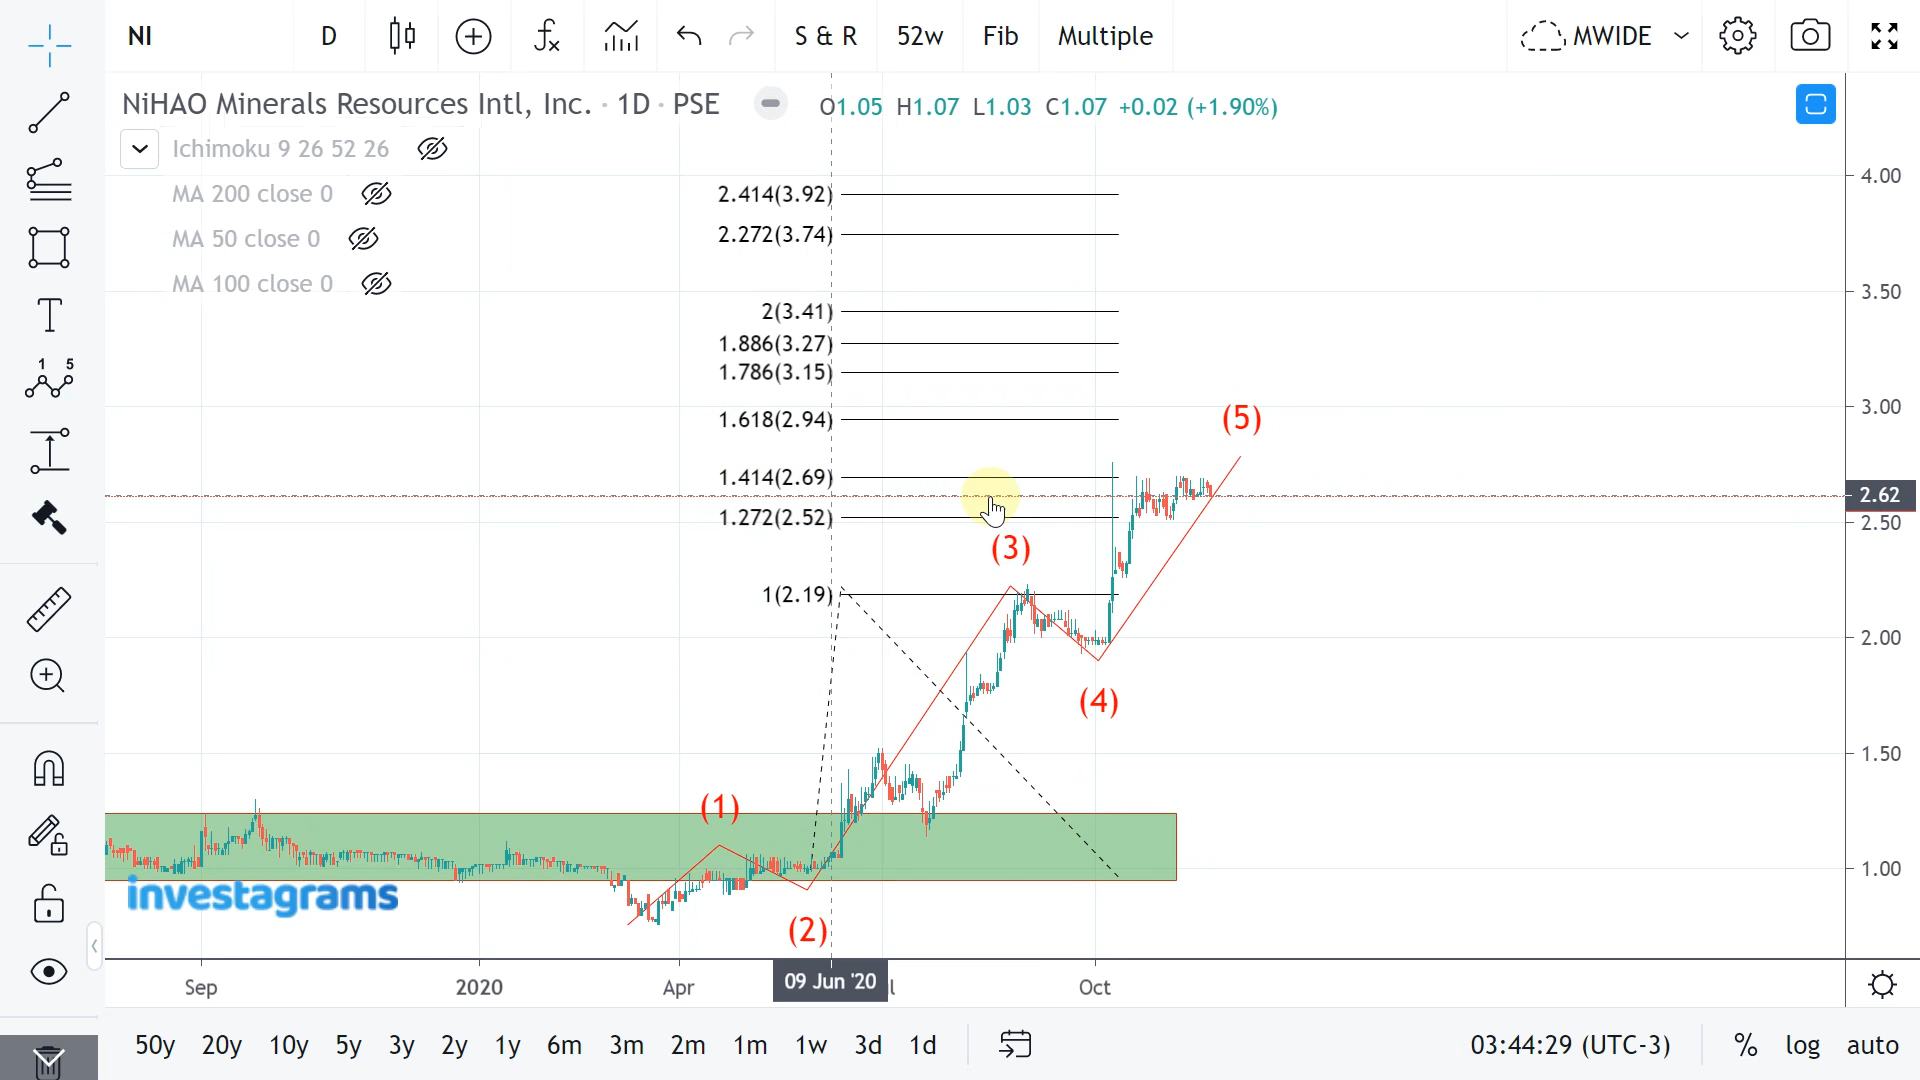 NI D S & R 52w Fib Multiple MWIDE
NiHAO Minerals Resources Intl, Inc. · 1D · PSE O1.05 H1.07 L1.03 C1.07 +0.02 (+1.90%)
Ichimoku 9 26 52 26
MA 200 close 0
MA 50 close 0
MA 100 close 0
2.414(3.92)
2.272(3.74)
2(3.41)
1.886(3.27)
1.786(3.15)
1.618(2.94)
1.414(2.69)
1.272(2.52)
1(2.19)
(1)
(2)
(3)
(4)
(5)
4.00
3.50
3.00
2.62
2.50
2.00
1.50
1.00
1 5
investagrams
Sep 2020 Apr 09 Jun '20 Oct
50y 20y 10y 5y 3y 2y 1y 6m 3m 2m 1m 1w 3d 1d 03:44:29 (UTC-3) % log auto